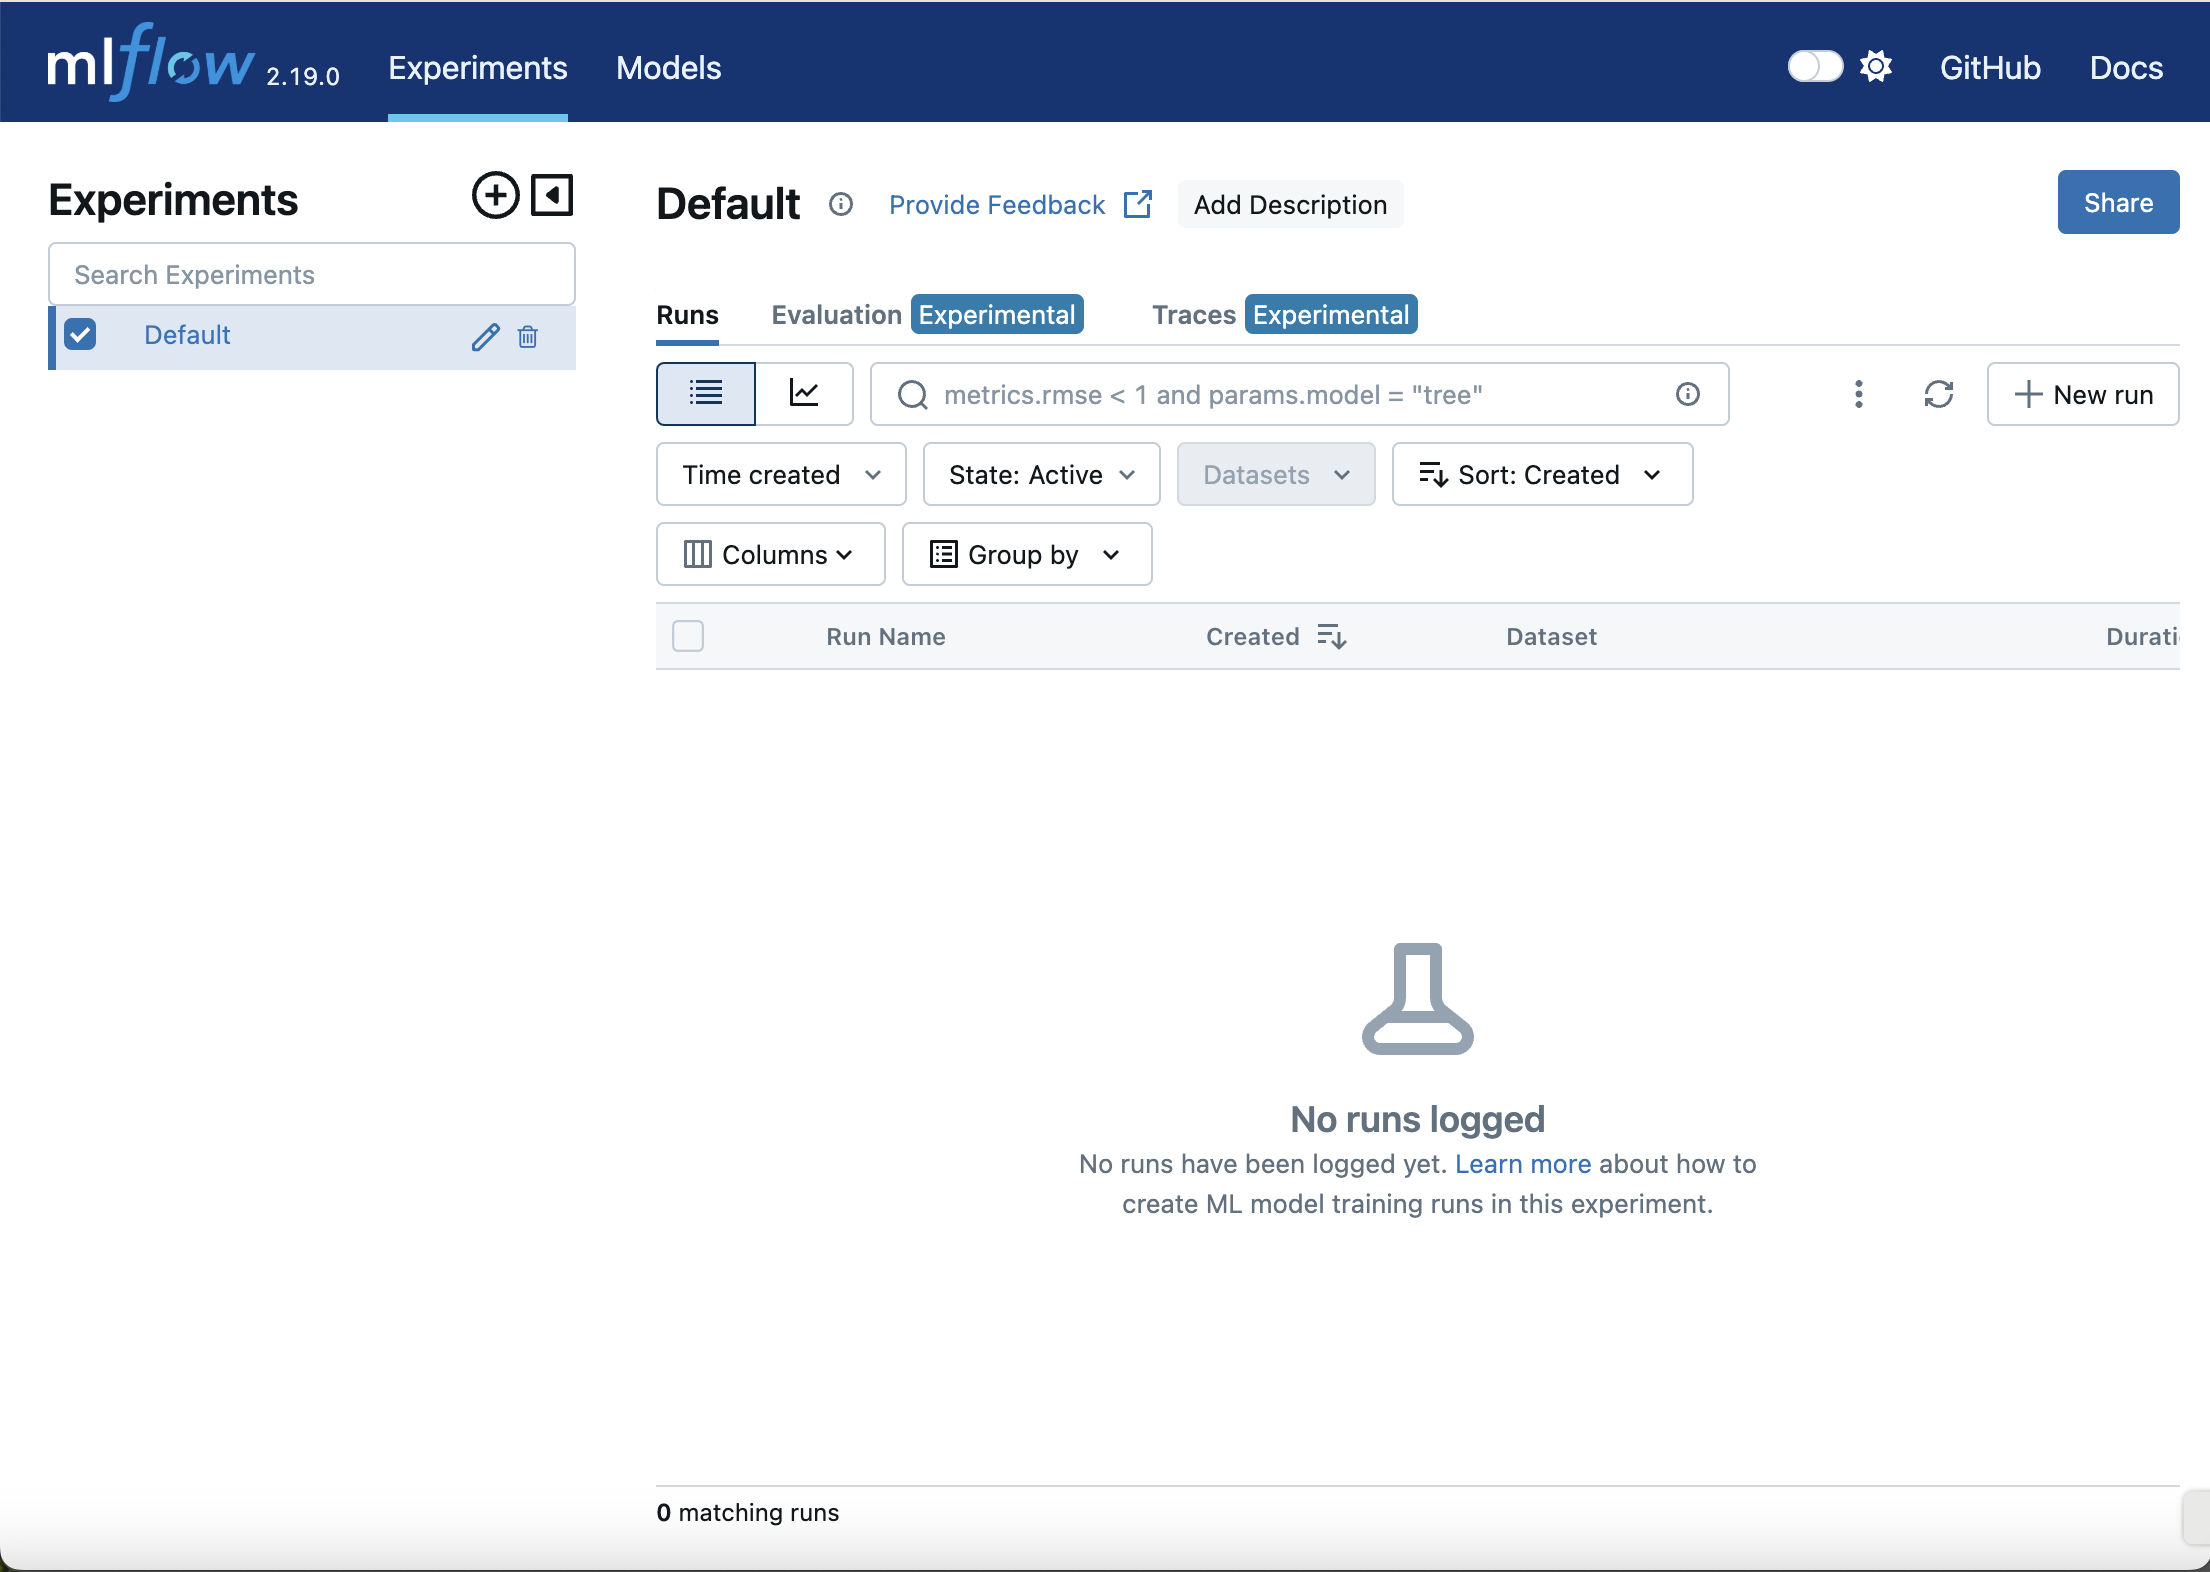 mlflow 2.19.0 Experiments Models GitHub Docs
Experiments
Search Experiments
Default
Default Provide Feedback Add Description Share
Runs Evaluation Experimental Traces Experimental
metrics.rmse < 1 and params.model = "tree" New run
Time created State: Active Datasets Sort: Created
Columns Group by
Run Name Created Dataset Durati
No runs logged
No runs have been logged yet. Learn more about how to
create ML model training runs in this experiment.
0 matching runs